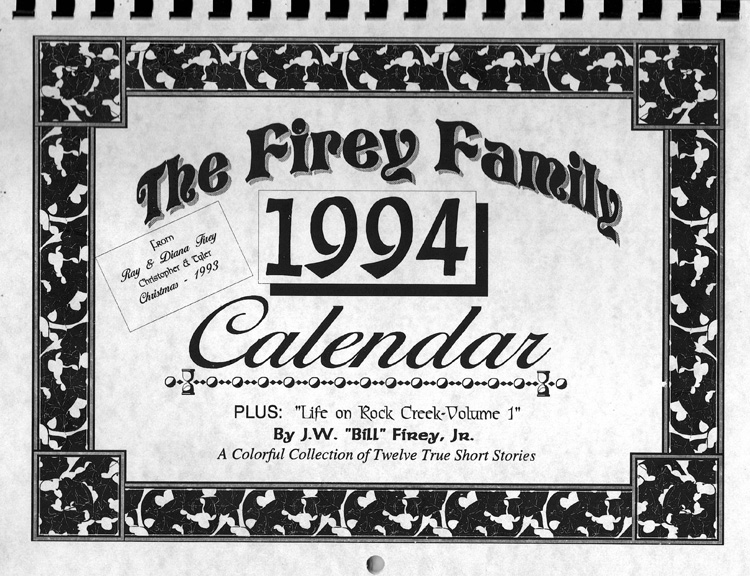 The Firey Family
1994
From
Ray & Diana Firey
Christopher & Tyler
Christmas - 1993
Calendar
PLUS: "Life on Rock Creek-Volume 1"
By J.W. "Bill" Firey, Jr.
A Colorful Collection of Twelve True Short Stories